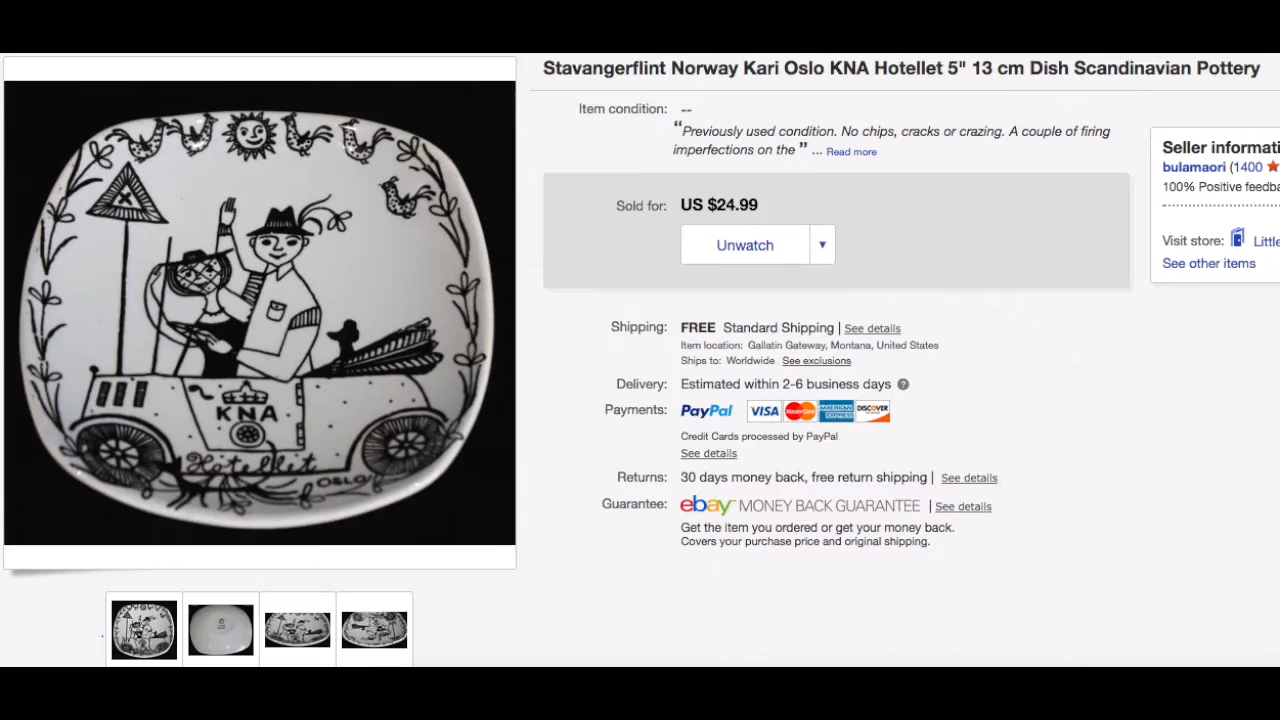 Stavangerflint Norway Kari Oslo KNA Hotellet 5" 13 cm Dish Scandinavian Pottery
Item condition: --
“Previously used condition. No chips, cracks or crazing. A couple of firing
imperfections on the ” ... Read more
Sold for: US $24.99
Unwatch
Shipping: FREE Standard Shipping | See details
Item location: Gallatin Gateway, Montana, United States
Ships to: Worldwide See exclusions
Delivery: Estimated within 2-6 business days ?
Payments: PayPal VISA MasterCard AMERICAN EXPRESS DISCOVER
Credit Cards processed by PayPal
See details
Returns: 30 days money back, free return shipping | See details
Guarantee: ebay MONEY BACK GUARANTEE | See details
Get the item you ordered or get your money back.
Covers your purchase price and original shipping.
Seller informati
bulamaori (1400
100% Positive feedba
Visit store: Little
See other items
KNA
Hotellet
OSLO